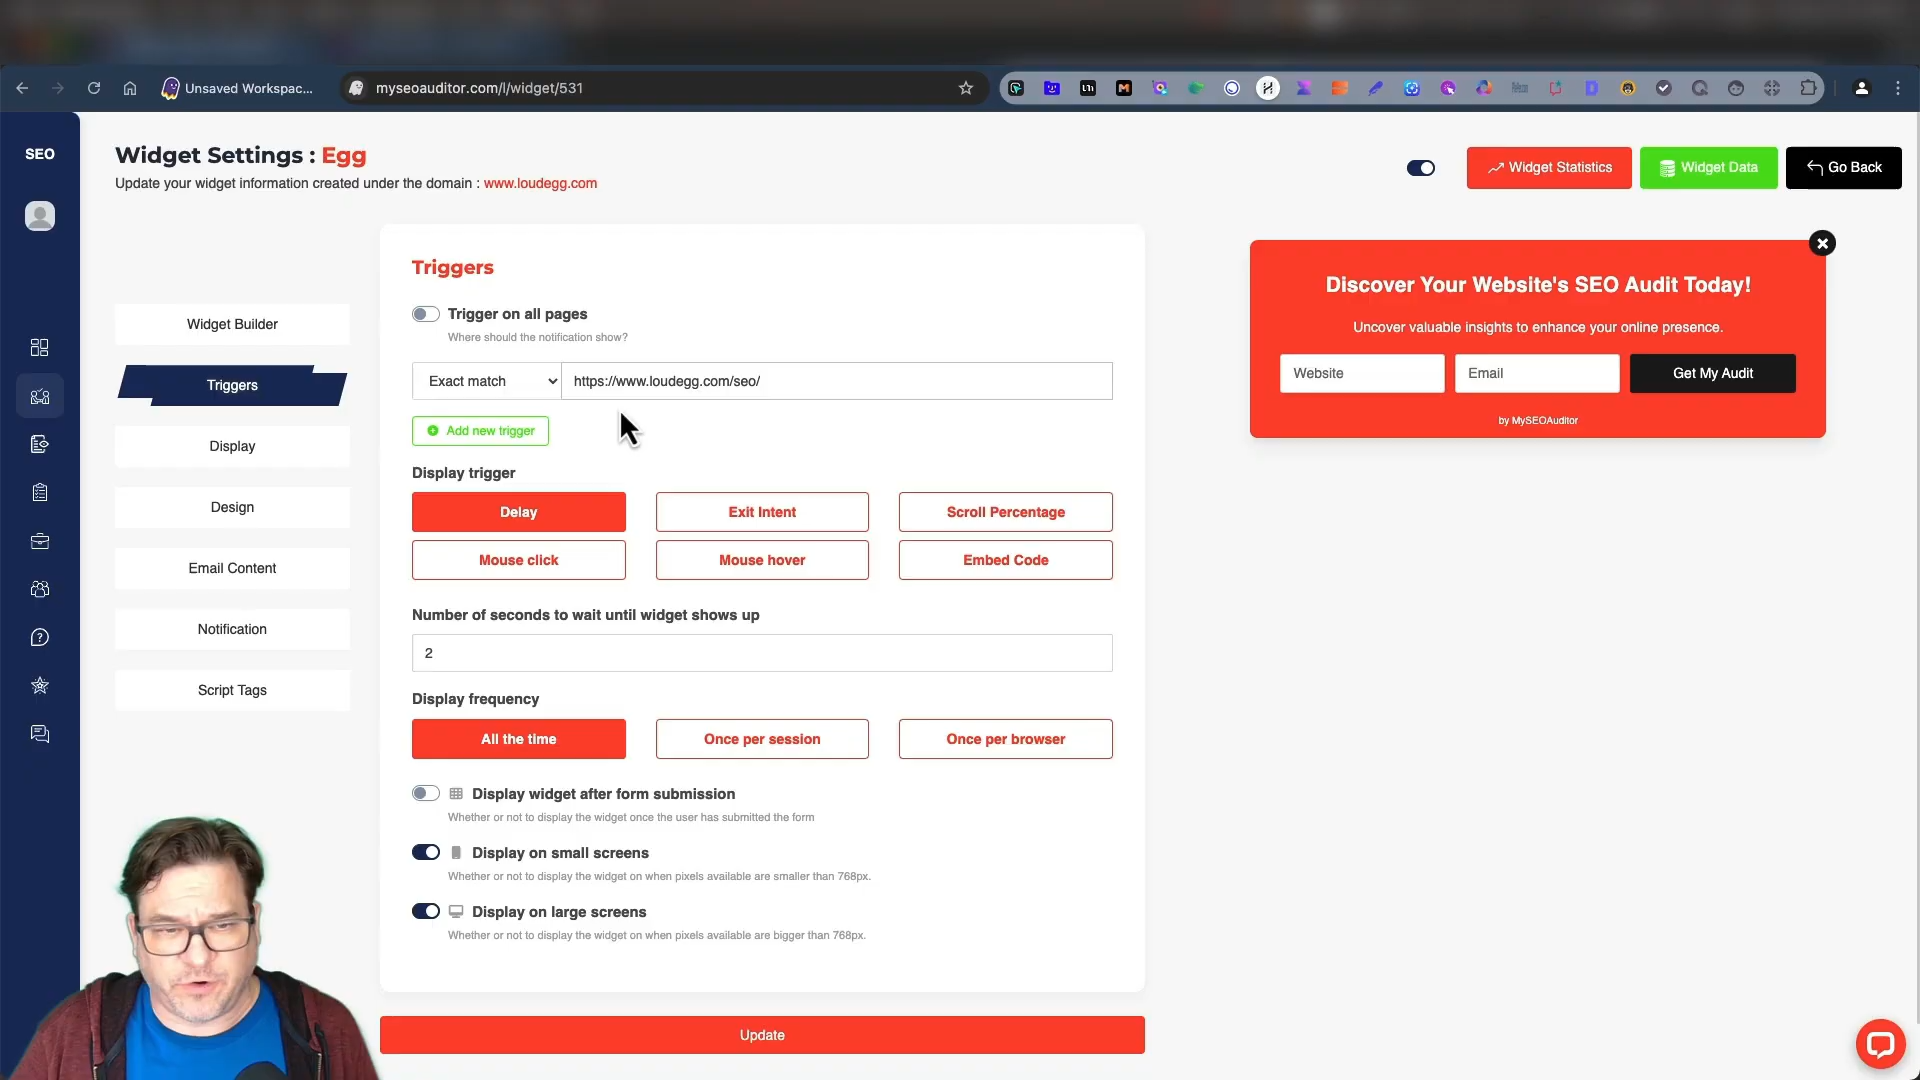 Unsaved Workspac...
myseoauditor.com/l/widget/531
SEO
Widget Settings : Egg
Update your widget information created under the domain : www.loudegg.com
Widget Statistics
Widget Data
Go Back
Widget Builder
Triggers
Display
Design
Email Content
Notification
Script Tags
Triggers
Trigger on all pages
Where should the notification show?
Exact match
https://www.loudegg.com/seo/
Add new trigger
Display trigger
Delay
Exit Intent
Scroll Percentage
Mouse click
Mouse hover
Embed Code
Number of seconds to wait until widget shows up
2
Display frequency
All the time
Once per session
Once per browser
Display widget after form submission
Whether or not to display the widget once the user has submitted the form
Display on small screens
Whether or not to display the widget on when pixels available are smaller than 768px.
Display on large screens
Whether or not to display the widget on when pixels available are bigger than 768px.
Update
Discover Your Website's SEO Audit Today!
Uncover valuable insights to enhance your online presence.
Website
Email
Get My Audit
by MySEOAuditor